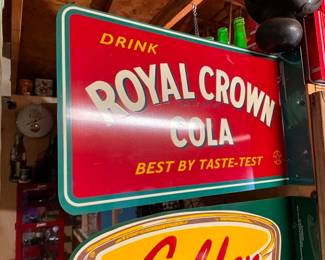 DRINK
ROYAL CROWN
COLA
BEST BY TASTE-TEST